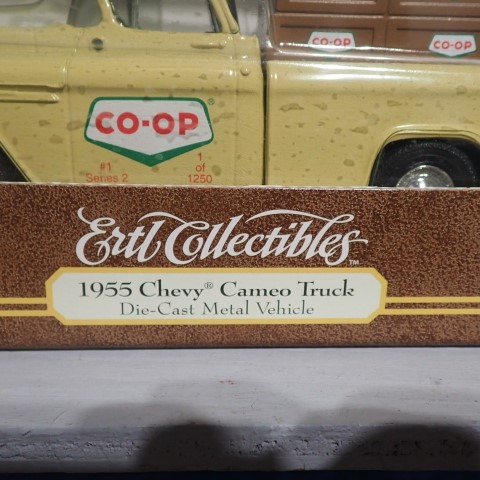 CO-OP
CO-OP
CO-OP®
#1
Series 2
1
of
1250
Ertl Collectibles™
1955 Chevy® Cameo Truck
Die-Cast Metal Vehicle